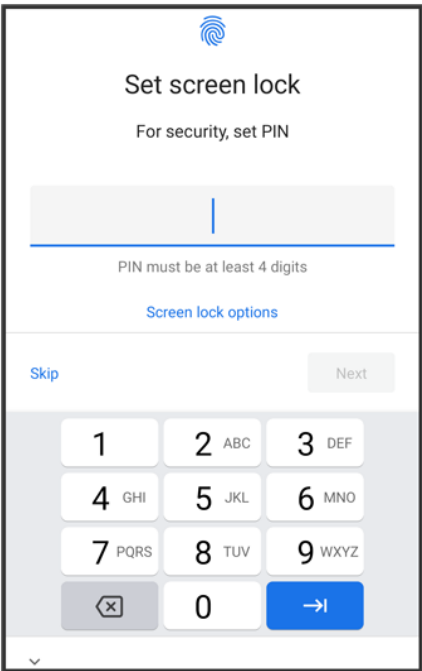 Set screen lock
For security, set PIN
PIN must be at least 4 digits
Screen lock options
Skip Next
1 2 ABC 3 DEF
4 GHI 5 JKL 6 MNO
7 PQRS 8 TUV 9 WXYZ
0